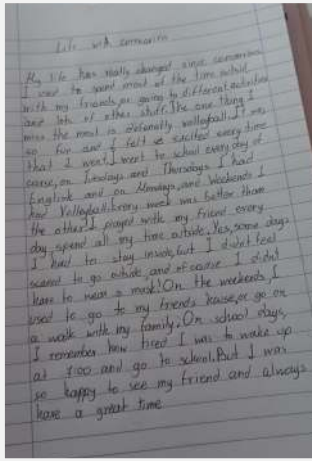 Life with coronavirus
My life has really changed since coronavirus
I used to spend most of the time outside
with my friends, or going to different activities
and lots of other stuff. The one thing I
miss the most is defenatly volleyball. It was
so fun and I felt so excited every time
that I went. I went to school every day of
course, on Tuesdays and Thursdays I had
English and on Mondays, and weekends I
had Volleyball. Every week was better than
the other! I played with my friend every
day, spend all my time outside. Yes, some days
I had to stay inside, but I didn't feel
scared to go outside and of course I didn't
have to wear a mask! On the weekends, I
used to go to my friends house, or go on
a walk with my family. On school days,
I remember how tired I was to wake up
at 7:00 and go to school. But I was
so happy to see my friend and always
have a great time